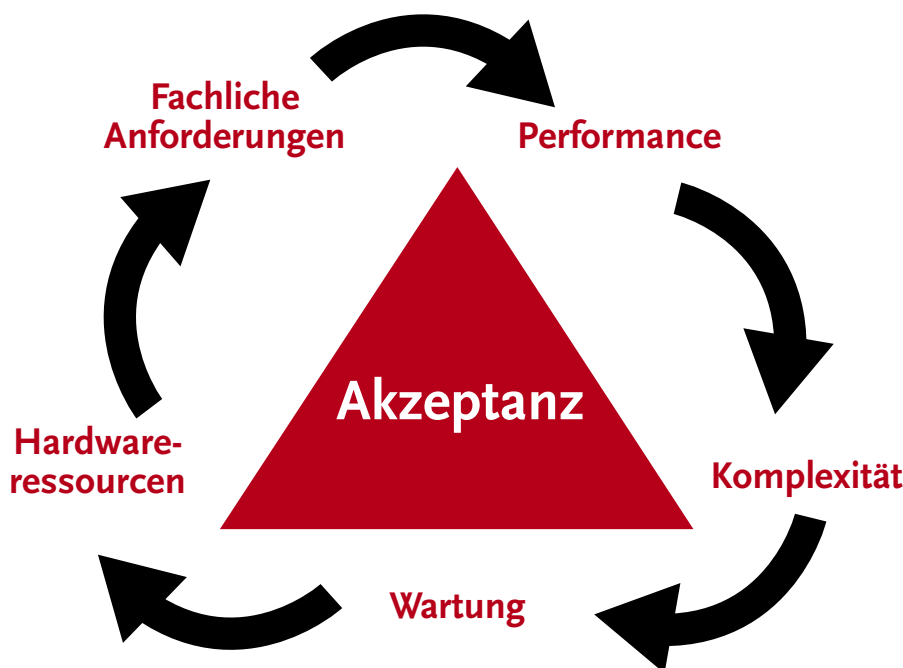 Fachliche
Anforderungen
Performance
Akzeptanz
Hardware-
ressourcen
Komplexität
Wartung